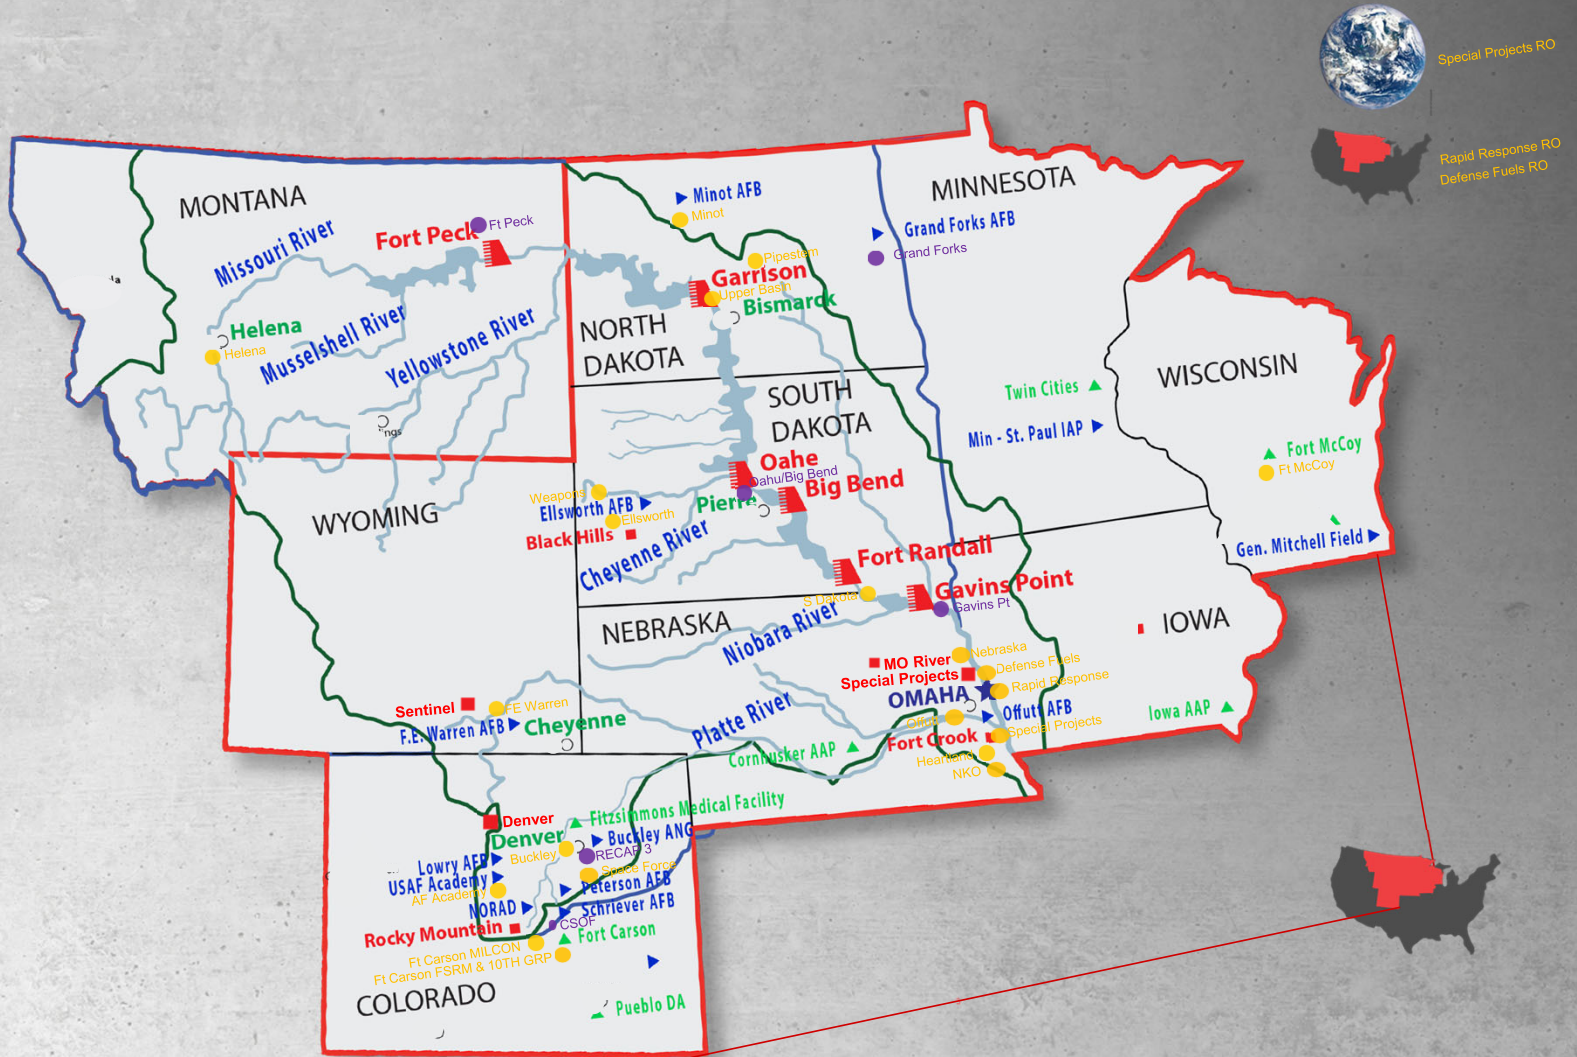 Special Projects RO
Rapid Response RO
Defense Fuels RO
MONTANA
Missouri River
Fort Peck
Ft Peck
Minot AFB
Minot
MINNESOTA
Grand Forks AFB
Grand Forks
Pipestem
Garrison
Upper Basin
Bismarck
Helena
Helena
Musselshell River
Yellowstone River
NORTH
DAKOTA
WISCONSIN
Twin Cities
Min - St. Paul IAP
Fort McCoy
Ft McCoy
Gen. Mitchell Field
SOUTH
DAKOTA
Oahe
Oahu/Big Bend
Big Bend
Pierre
WYOMING
Weapons
Ellsworth AFB
Ellsworth
Black Hills
Cheyenne River
Fort Randall
S Dakota
Gavins Point
Gavins Pt
NEBRASKA
Niobara River
IOWA
Nebraska
MO River
Defense Fuels
Special Projects
Rapid Response
OMAHA
Offutt AFB
Special Projects
Fort Crook
Heartland
NKO
Iowa AAP
Sentinel
FE Warren
F.E. Warren AFB
Cheyenne
Platte River
Cornhusker AAP
Denver
Denver
Fitzsimmons Medical Facility
Buckley ANG
Buckley
RECAP 3
Lowry AFB
USAF Academy
AF Academy
Space Force
Peterson AFB
NORAD
Schriever AFB
CSOF
Rocky Mountain
Fort Carson
Ft Carson MILCON
Ft Carson FSRM & 10TH GRP
COLORADO
Pueblo DA